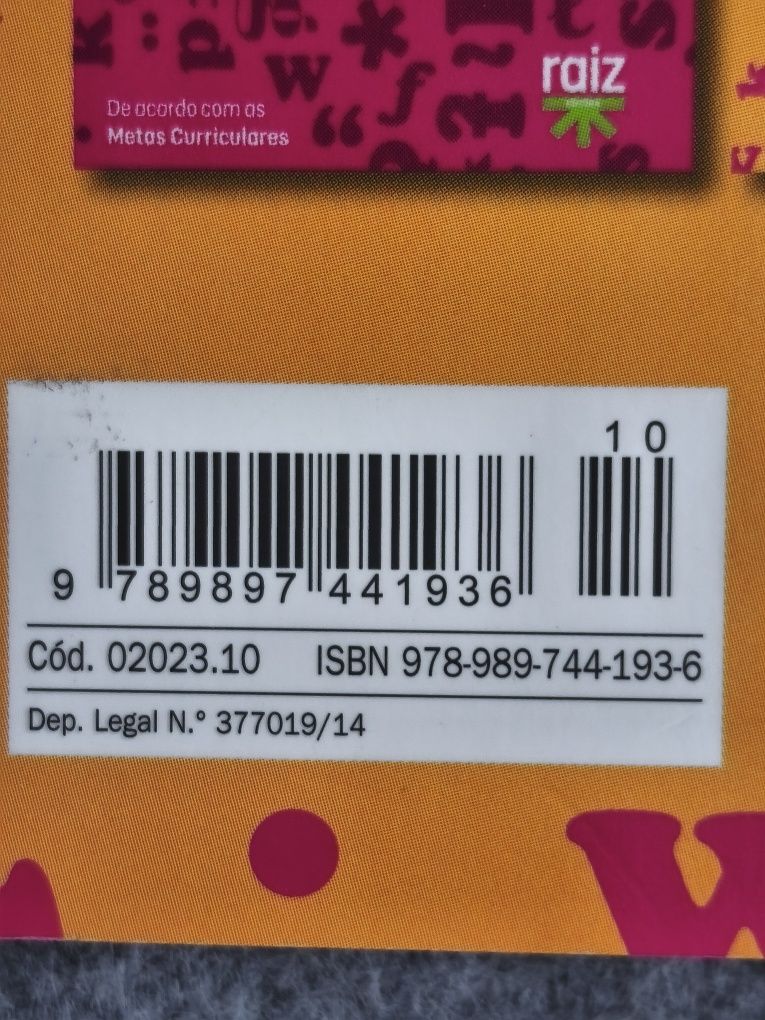 raiz
De acordo com as
Metas Curriculares
10
9 789897 441936
Cód. 02023.10 ISBN 978-989-744-193-6
Dep. Legal N.º 377019/14